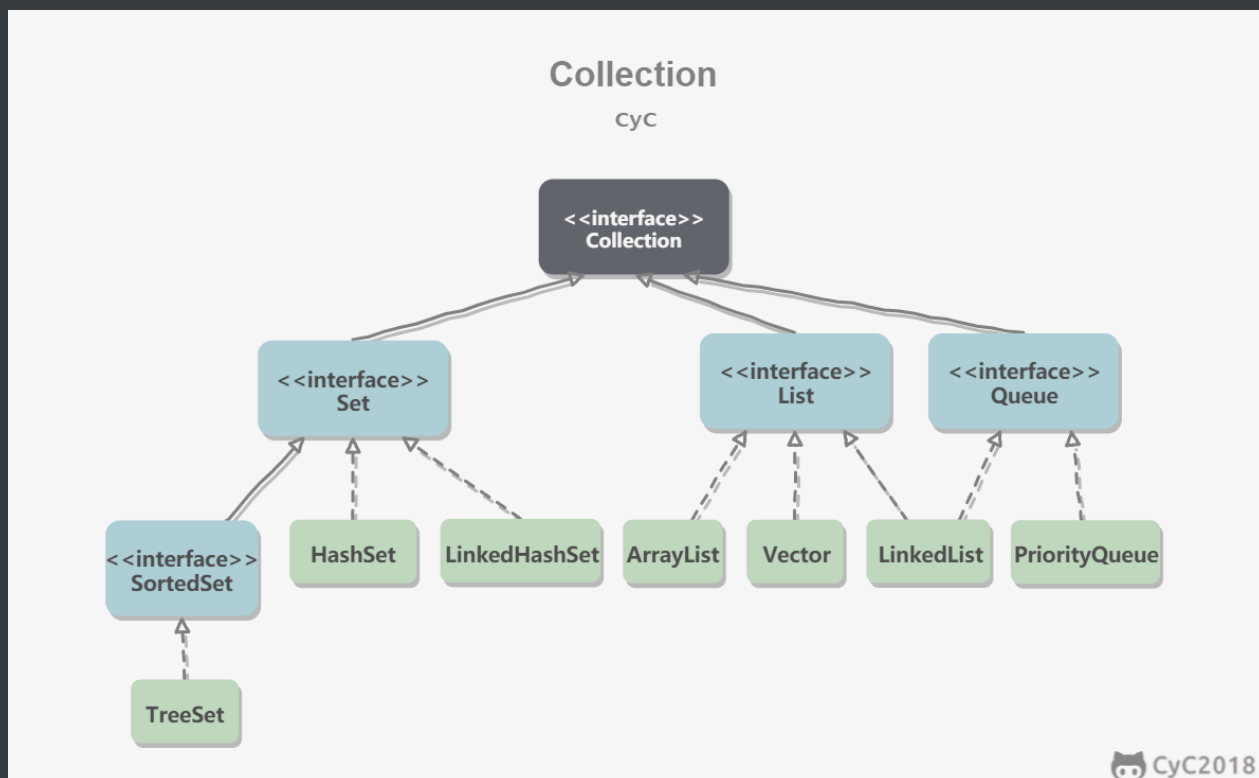 Collection
CyC
<<interface>>
Collection
<<interface>>
Set
<<interface>>
List
<<interface>>
Queue
<<interface>>
SortedSet
HashSet
LinkedHashSet
ArrayList
Vector
LinkedList
PriorityQueue
TreeSet
CyC2018